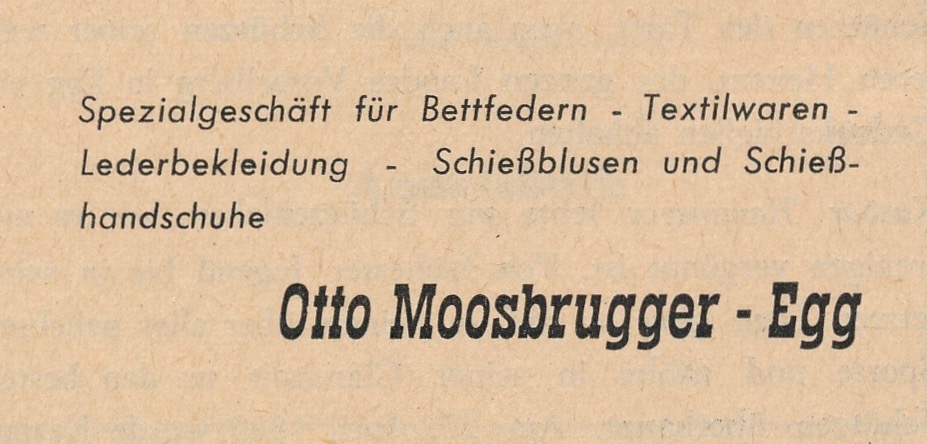 Spezialgeschäft für Bettfedern - Textilwaren -
Lederbekleidung - Schießblusen und Schieß-
handschuhe
Otto Moosbrugger - Egg